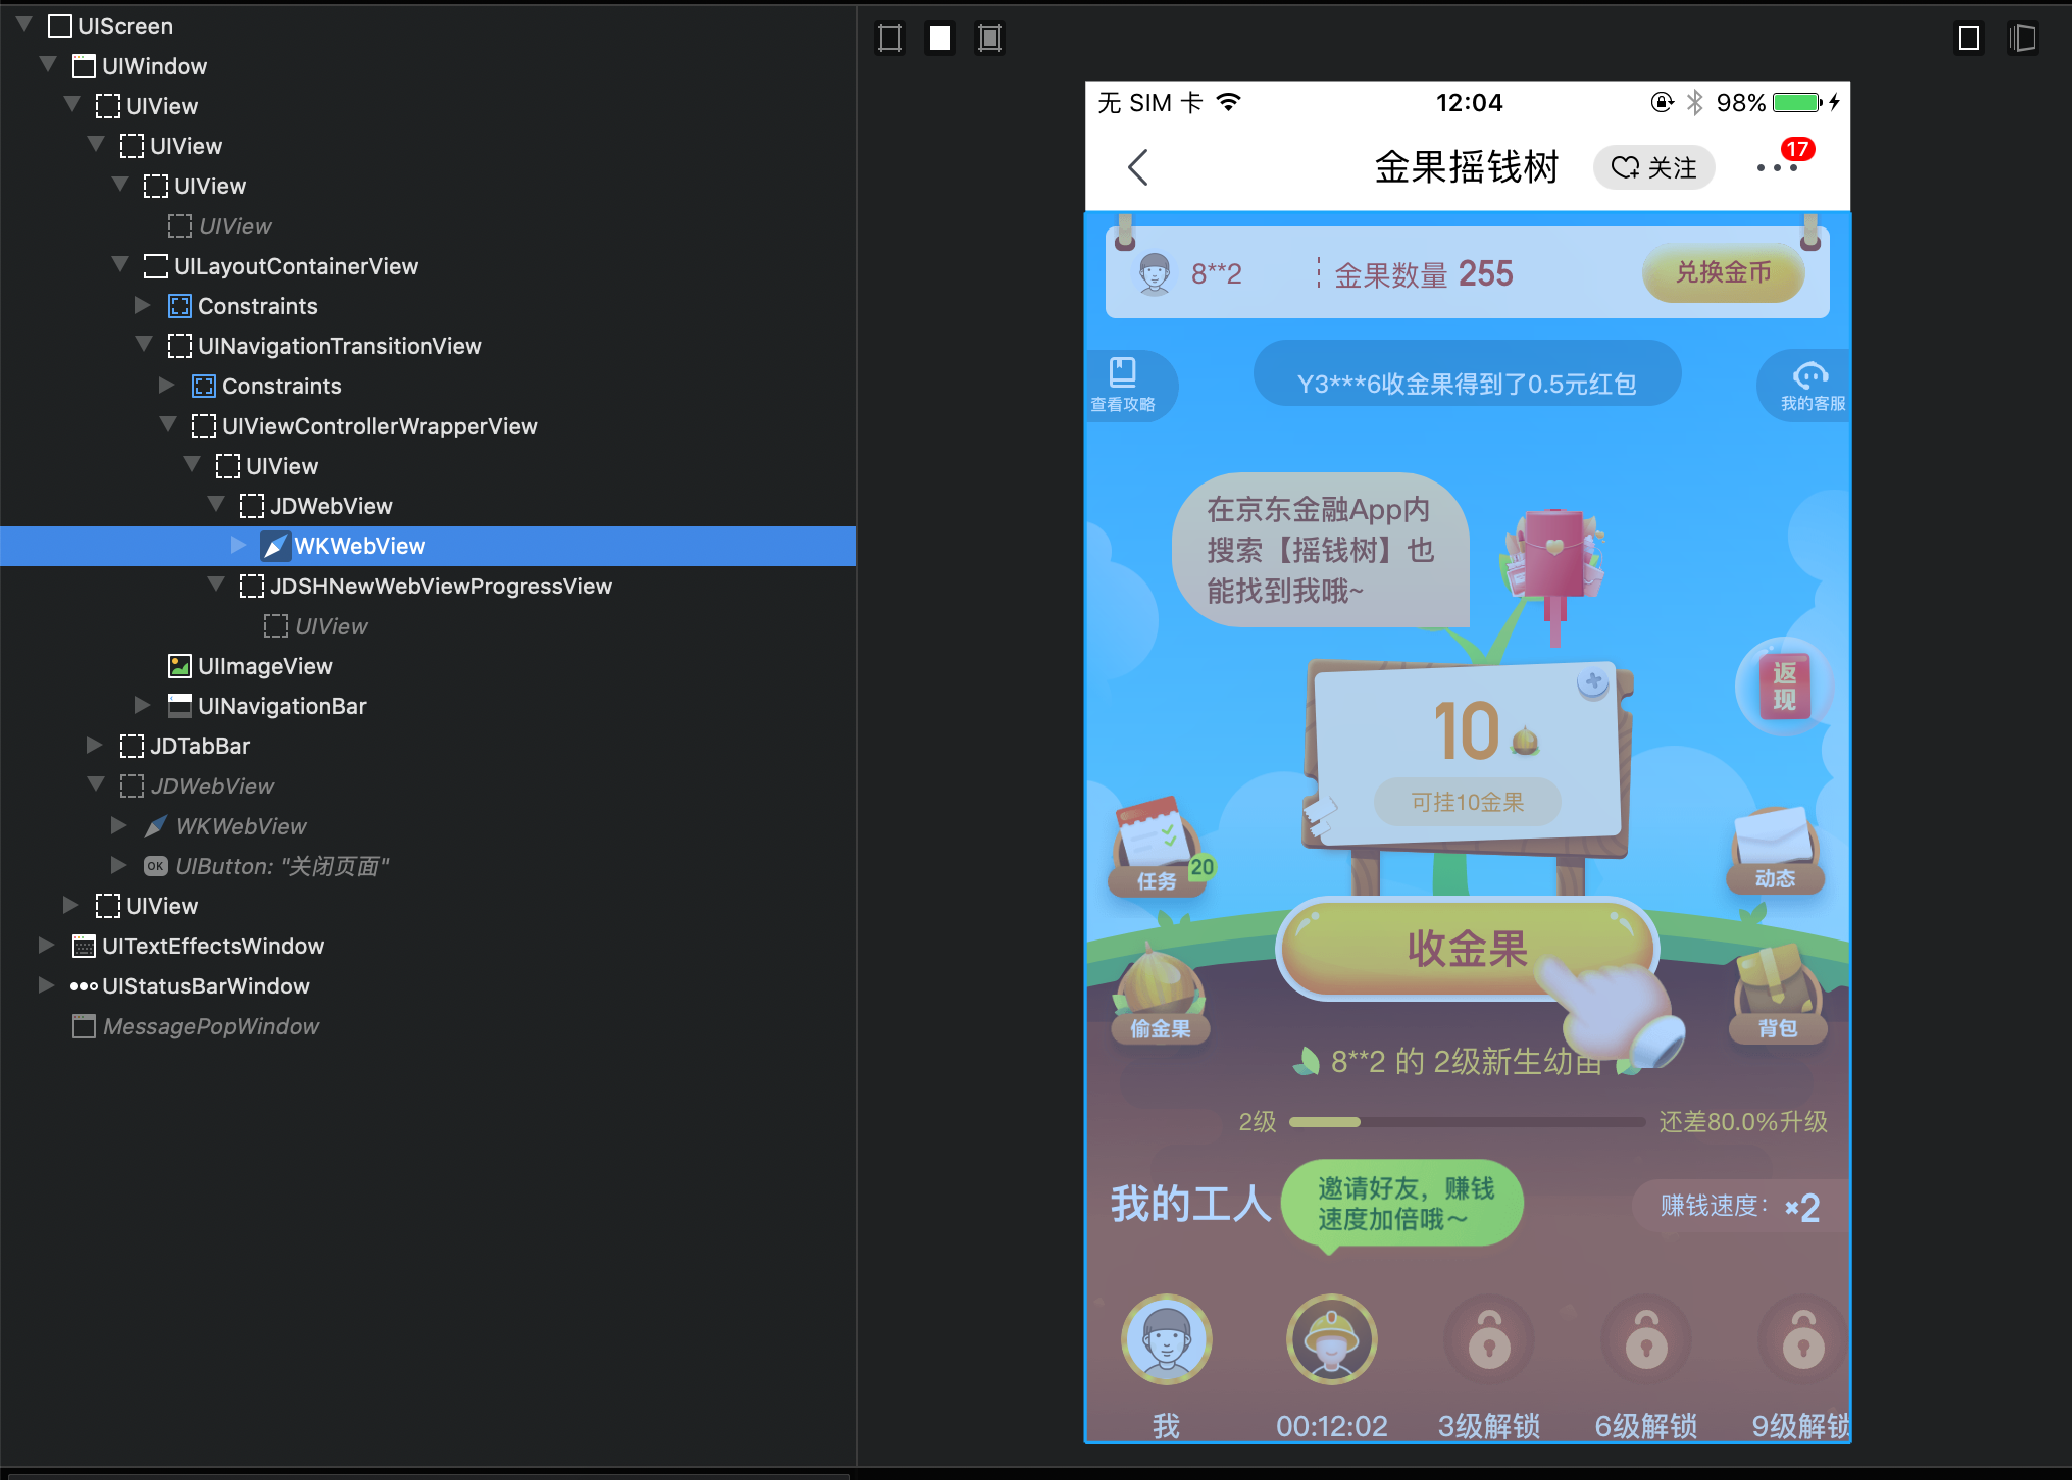 UIScreen
UIWindow
UIView
UIView
UIView
UIView
UILayoutContainerView
Constraints
UINavigationTransitionView
Constraints
UIViewControllerWrapperView
UIView
JDWebView
WKWebView
JDSHNewWebViewProgressView
UIView
UIImageView
UINavigationBar
JDTabBar
JDWebView
WKWebView
OK UIButton: "关闭页面"
UIView
UITextEffectsWindow
UIStatusBarWindow
MessagePopWindow
无 SIM 卡 12:04 98%
金果摇钱树 关注 17
8**2 金果数量 255 兑换金币
Y3***6收金果得到了0.5元红包
查看攻略 我的客服
在京东金融App内
搜索【摇钱树】也
能找到我哦~
返
现
10
可挂10金果
任务 20 动态
收金果
偷金果 背包
8**2 的 2级新生幼苗
2级 还差80.0%升级
我的工人
邀请好友，赚钱
速度加倍哦～
赚钱速度： ×2
我 00:12:02 3级解锁 6级解锁 9级解锁